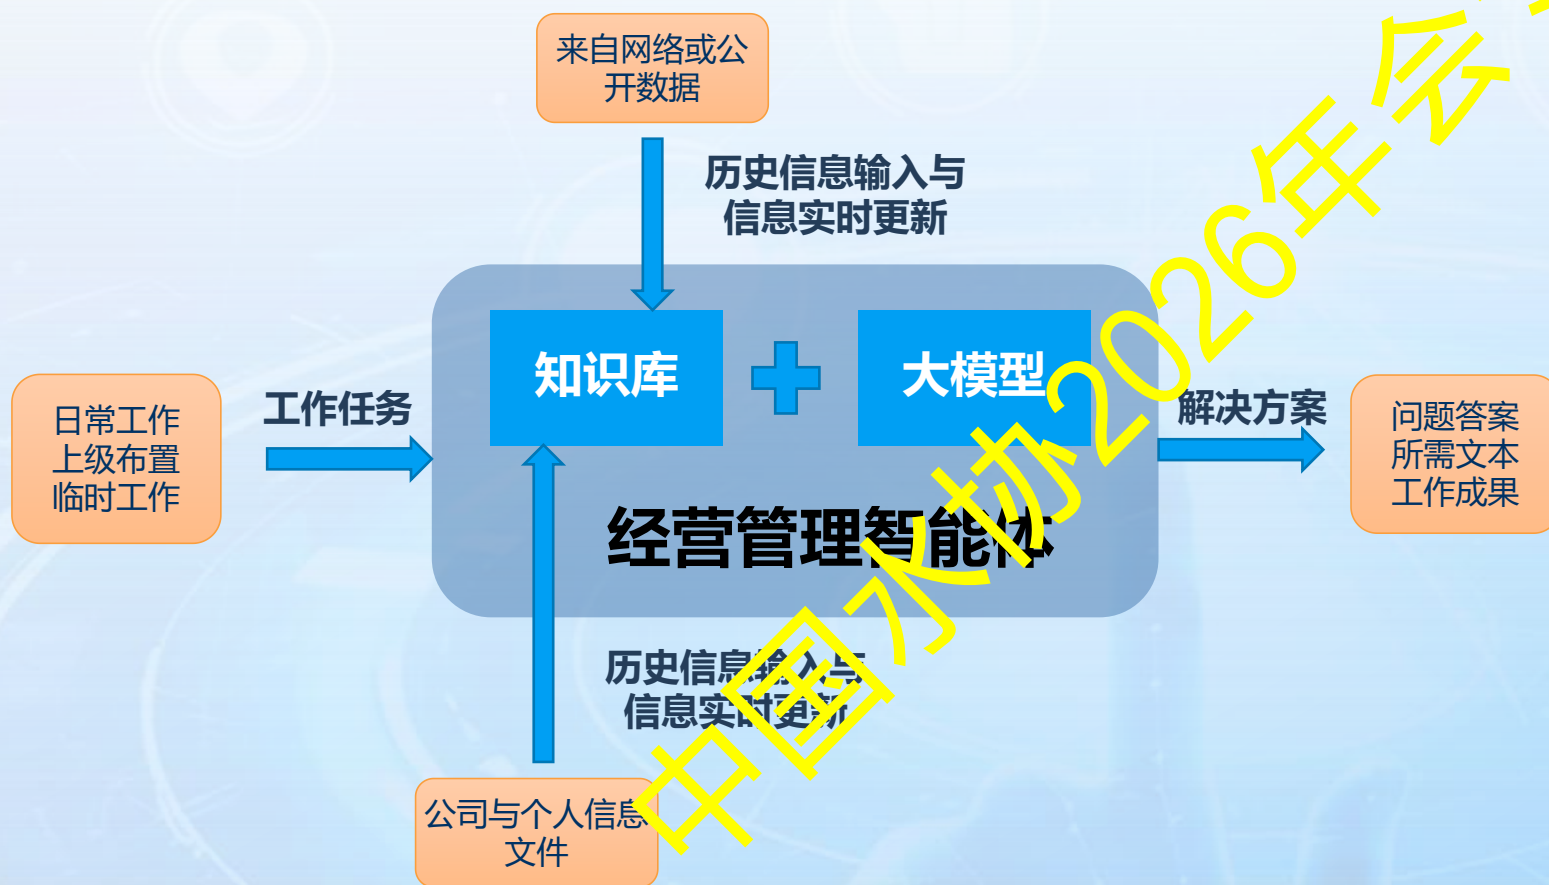 来自网络或公
开数据
历史信息输入与
信息实时更新
知识库
大模型
日常工作
上级布置
临时工作
工作任务
解决方案
问题答案
所需文本
工作成果
经营管理智能体
历史信息输入与
信息实时更新
公司与个人信息
文件
中国水协2026年会